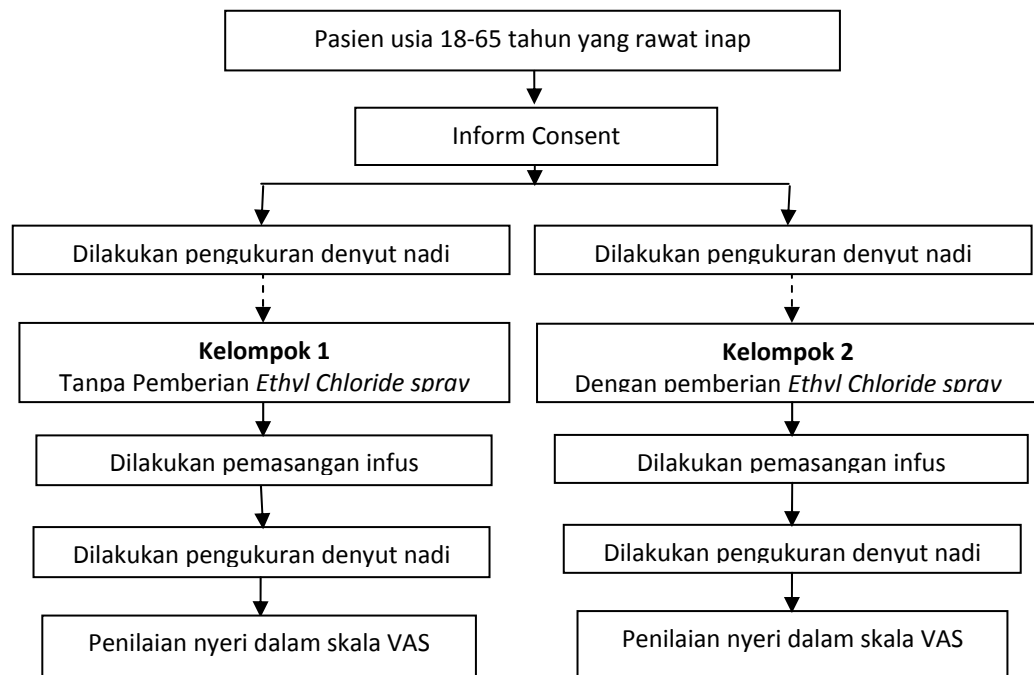 Pasien usia 18-65 tahun yang rawat inap
Inform Consent
Dilakukan pengukuran denyut nadi
Dilakukan pengukuran denyut nadi
Kelompok 1
Tanpa Pemberian Ethyl Chloride spray
Kelompok 2
Dengan pemberian Ethyl Chloride spray
Dilakukan pemasangan infus
Dilakukan pemasangan infus
Dilakukan pengukuran denyut nadi
Dilakukan pengukuran denyut nadi
Penilaian nyeri dalam skala VAS
Penilaian nyeri dalam skala VAS